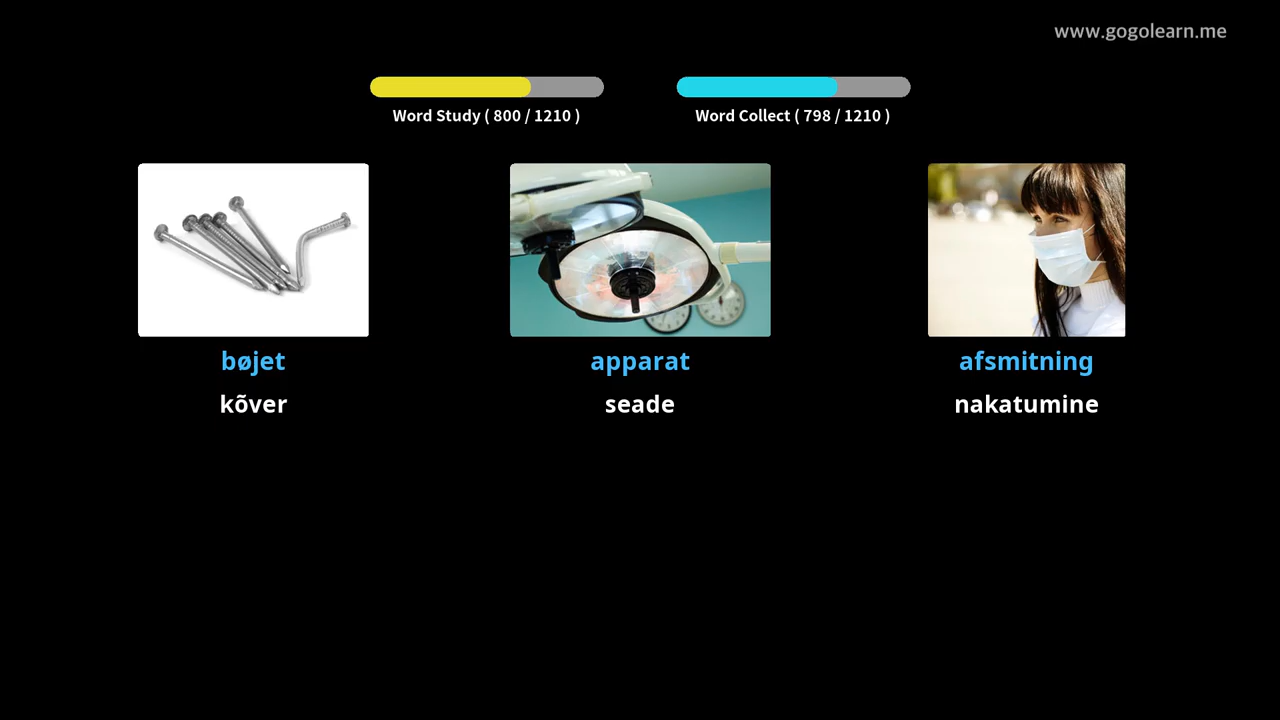 www.gogolearn.me
Word Study ( 800 / 1210 )
Word Collect ( 798 / 1210 )
bøjet
apparat
afsmitning
kõver
seade
nakatumine